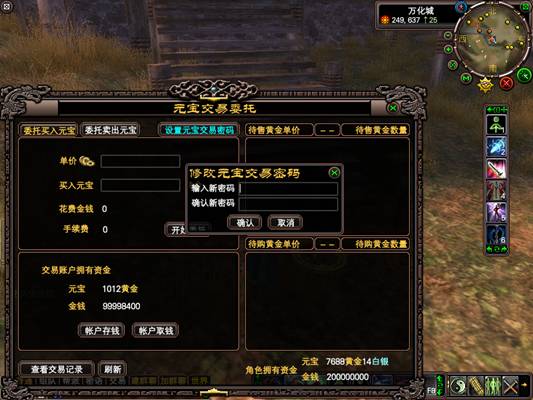 万化城
249, 637 ↑25
北
西
南
元宝交易委托
委托买入元宝 委托卖出元宝 设置元宝交易密码 待售黄金单价 -- 待售黄金数量
单价
买入元宝
花费金钱 0
手续费 0
修改元宝交易密码
输入新密码
确认新密码
确认 取消
待购黄金单价 -- 待购黄金数量
交易账户拥有资金
元宝 1012黄金
金钱 99998400
帐户存钱 帐户取钱
查看交易记录 刷新
角色拥有资金
元宝 7688黄金14白银
金钱 200000000
F8